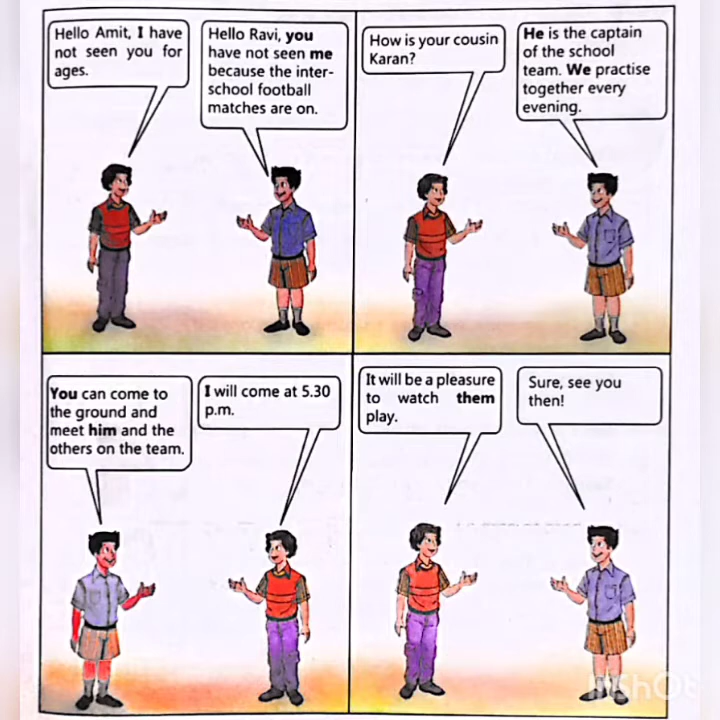 Hello Amit, I have
not seen you for
ages.
Hello Ravi, you
have not seen me
because the inter-
school football
matches are on.
How is your cousin
Karan?
He is the captain
of the school
team. We practise
together every
evening.
You can come to
the ground and
meet him and the
others on the team.
I will come at 5.30
p.m.
It will be a pleasure
to watch them
play.
Sure, see you
then!